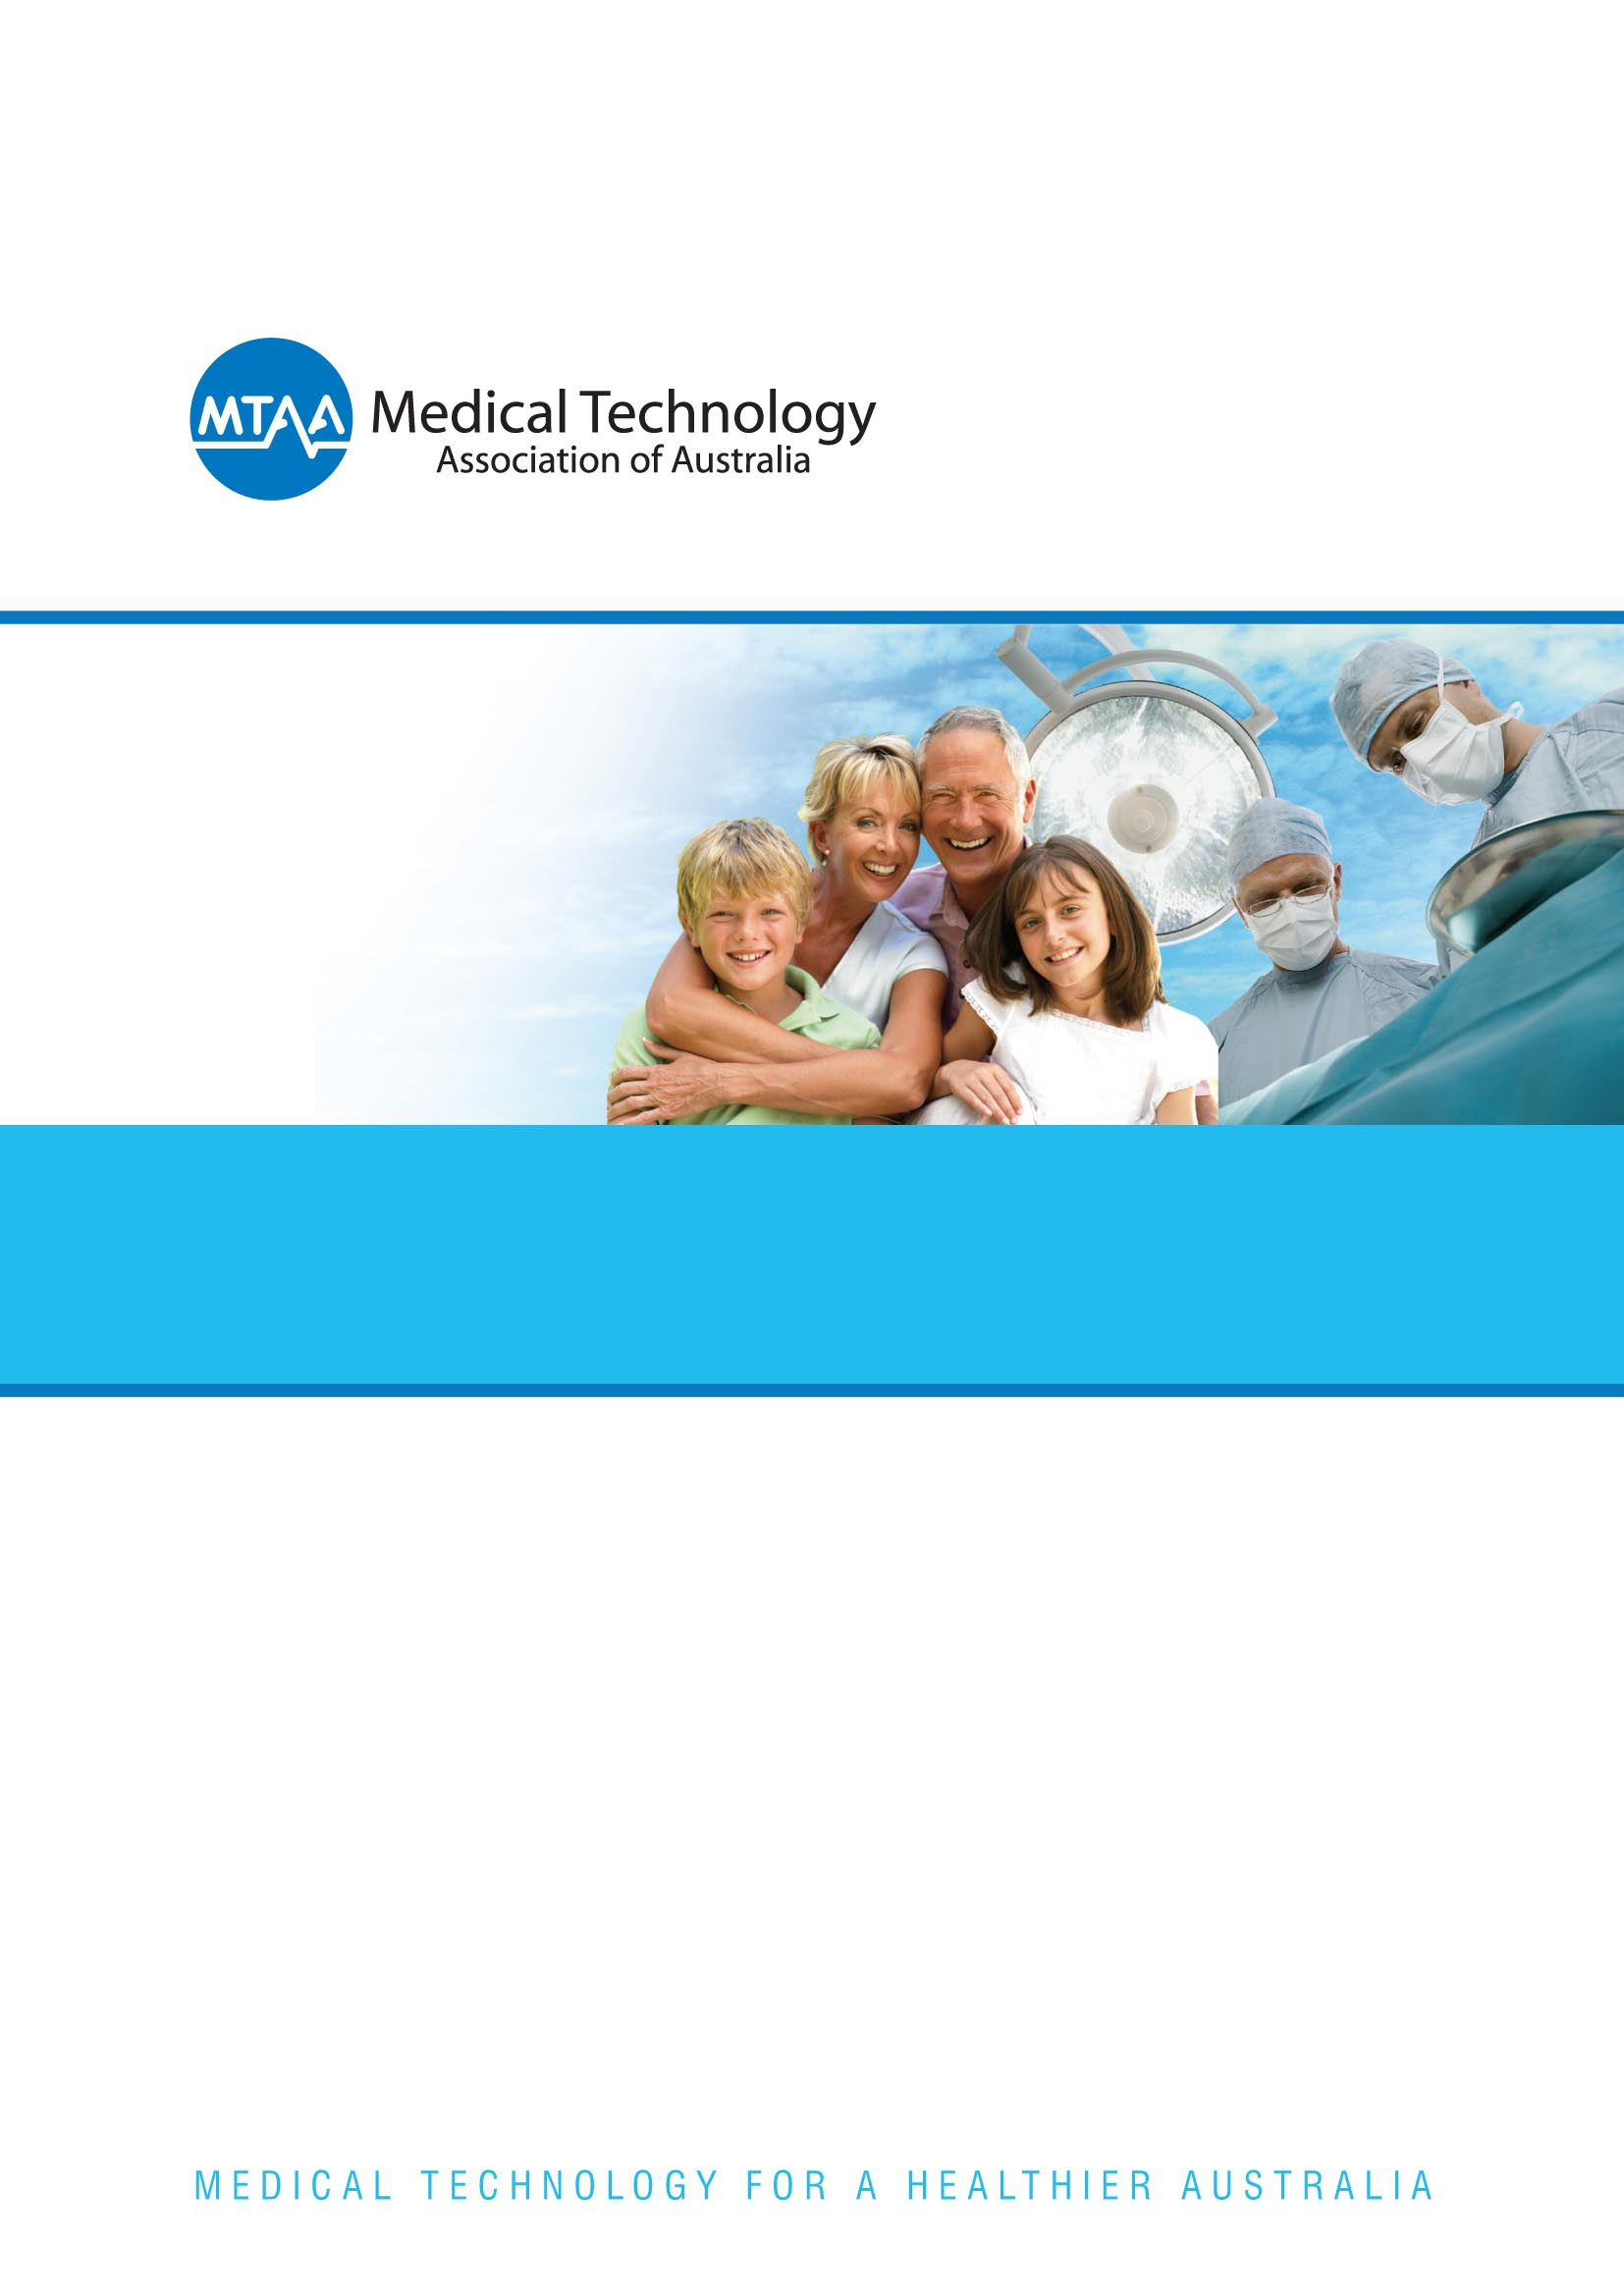 MTAA
Medical Technology
Association of Australia
MEDICAL TECHNOLOGY FOR A HEALTHIER AUSTRALIA